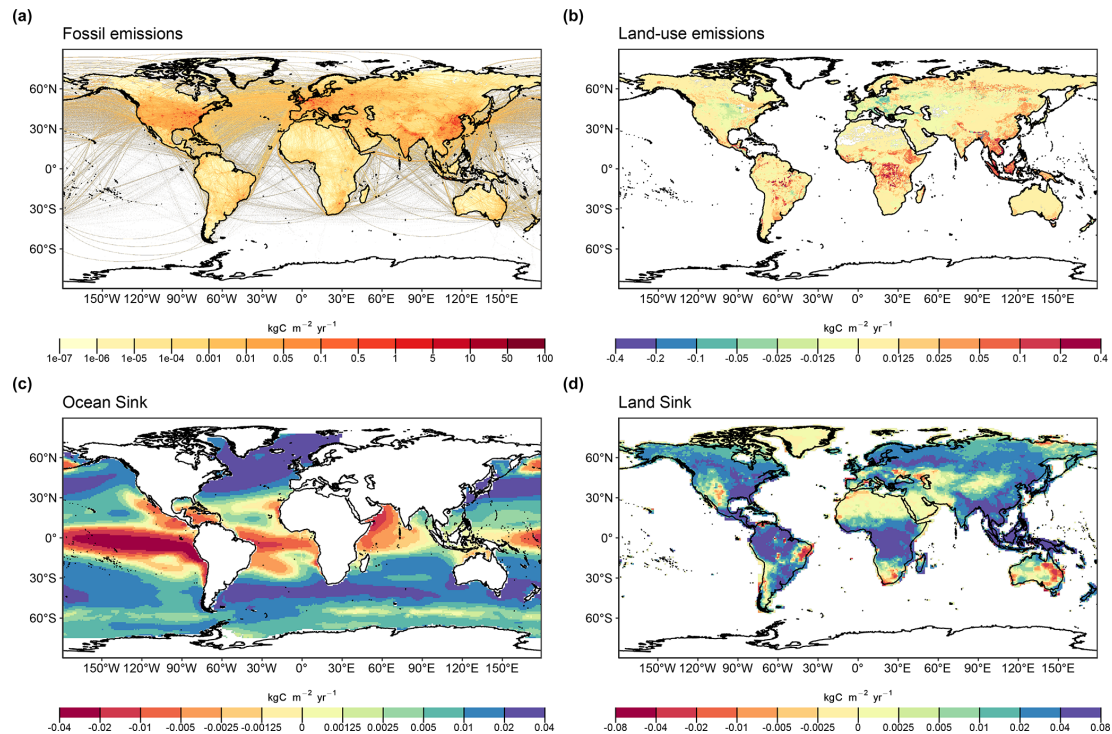 (a)
Fossil emissions
60°N
30°N
0°
30°S
60°S
150°W 120°W 90°W 60°W 30°W 0° 30°E 60°E 90°E 120°E 150°E
kgC m⁻² yr⁻¹
1e-07 1e-06 1e-05 1e-04 0.001 0.01 0.05 0.1 0.5 1 5 10 50 100
(b)
Land-use emissions
60°N
30°N
0°
30°S
60°S
150°W 120°W 90°W 60°W 30°W 0° 30°E 60°E 90°E 120°E 150°E
kgC m⁻² yr⁻¹
-0.4 -0.2 -0.1 -0.05 -0.025 -0.0125 0 0.0125 0.025 0.05 0.1 0.2 0.4
(c)
Ocean Sink
60°N
30°N
0°
30°S
60°S
150°W 120°W 90°W 60°W 30°W 0° 30°E 60°E 90°E 120°E 150°E
kgC m⁻² yr⁻¹
-0.04 -0.02 -0.01 -0.005 -0.0025 -0.00125 0 0.00125 0.0025 0.005 0.01 0.02 0.04
(d)
Land Sink
60°N
30°N
0°
30°S
60°S
150°W 120°W 90°W 60°W 30°W 0° 30°E 60°E 90°E 120°E 150°E
kgC m⁻² yr⁻¹
-0.08 -0.04 -0.02 -0.01 -0.005 -0.0025 0 0.0025 0.005 0.01 0.02 0.04 0.08